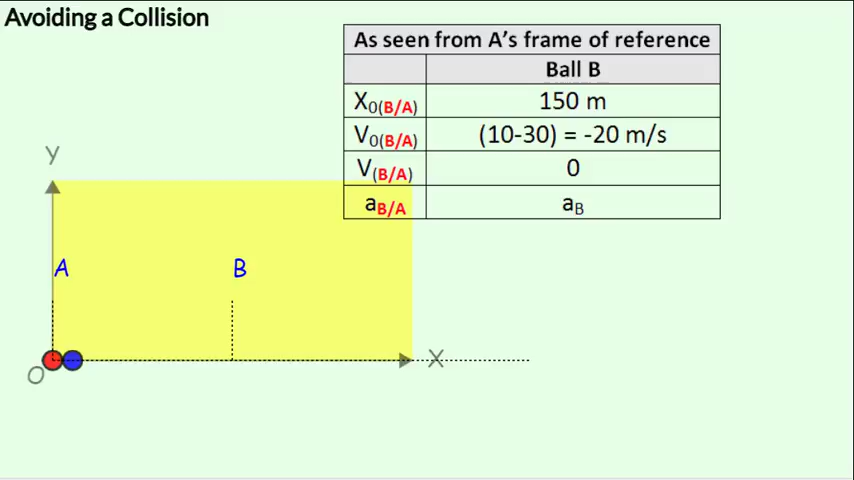 Avoiding a Collision
As seen from A's frame of reference
Ball B
X0(B/A) 150 m
V0(B/A) (10-30) = -20 m/s
V(B/A) 0
aB/A aB
Y
A B
X
O